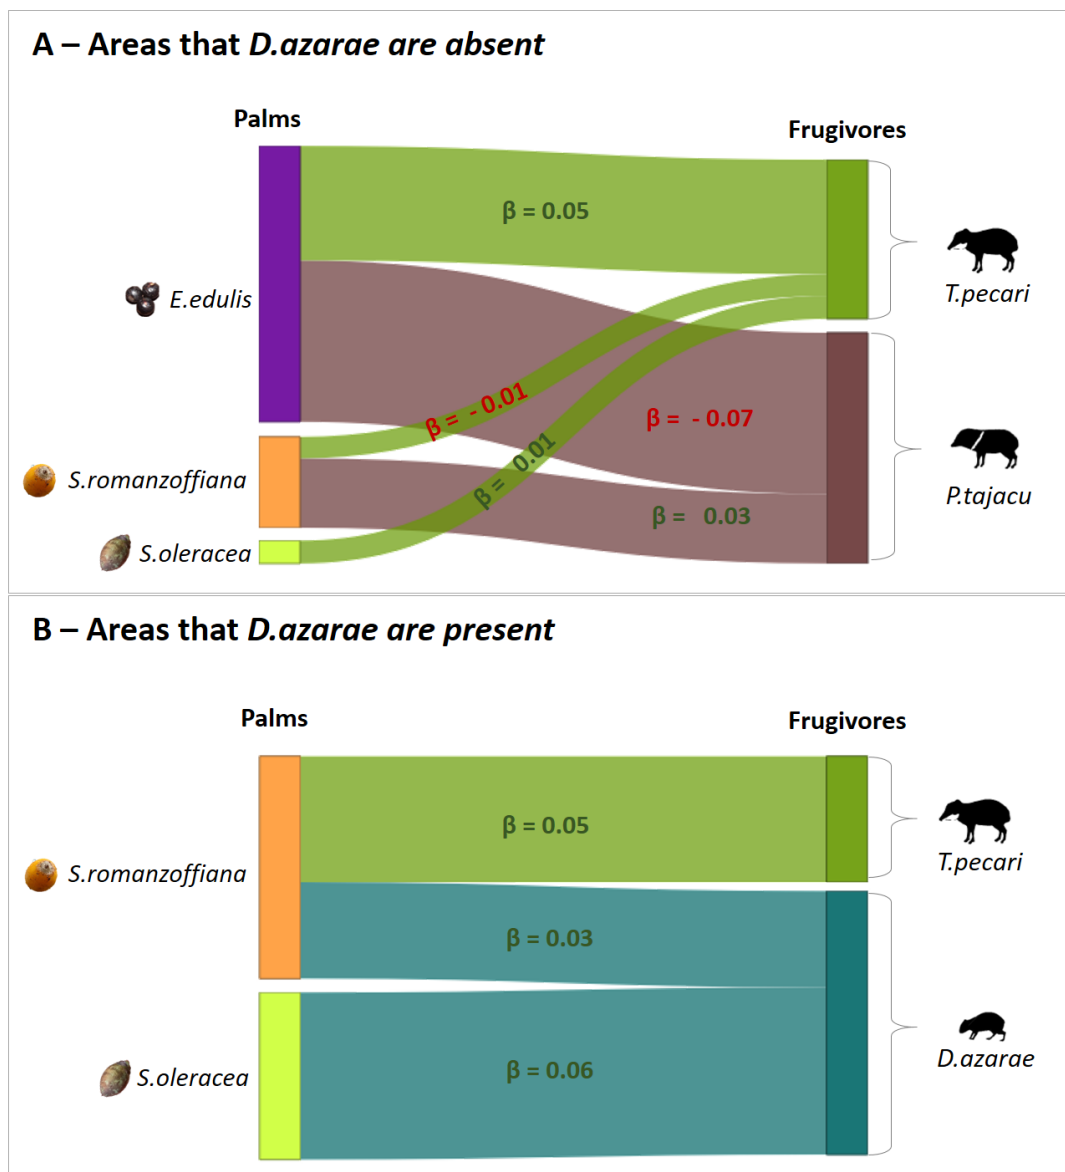 A – Areas that D.azarae are absent
Palms
Frugivores
β = 0.05
E.edulis
T.pecari
β = - 0.01
β = - 0.07
β = 0.01
S.romanzoffiana
P.tajacu
β = 0.03
S.oleracea
B – Areas that D.azarae are present
Palms
Frugivores
β = 0.05
S.romanzoffiana
T.pecari
β = 0.03
D.azarae
β = 0.06
S.oleracea